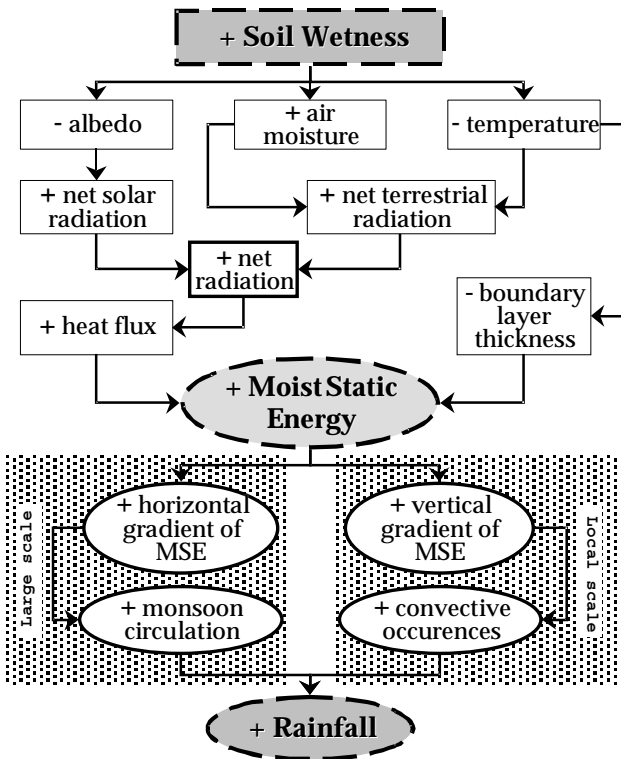 + Soil Wetness
- albedo
+ air
moisture
- temperature
+ net solar
radiation
+ net terrestrial
radiation
+ net
radiation
+ heat flux
- boundary
layer
thickness
+ Moist Static
Energy
Large scale
+ horizontal
gradient of
MSE
+ vertical
gradient of
MSE
Local scale
+ monsoon
circulation
+ convective
occurences
+ Rainfall